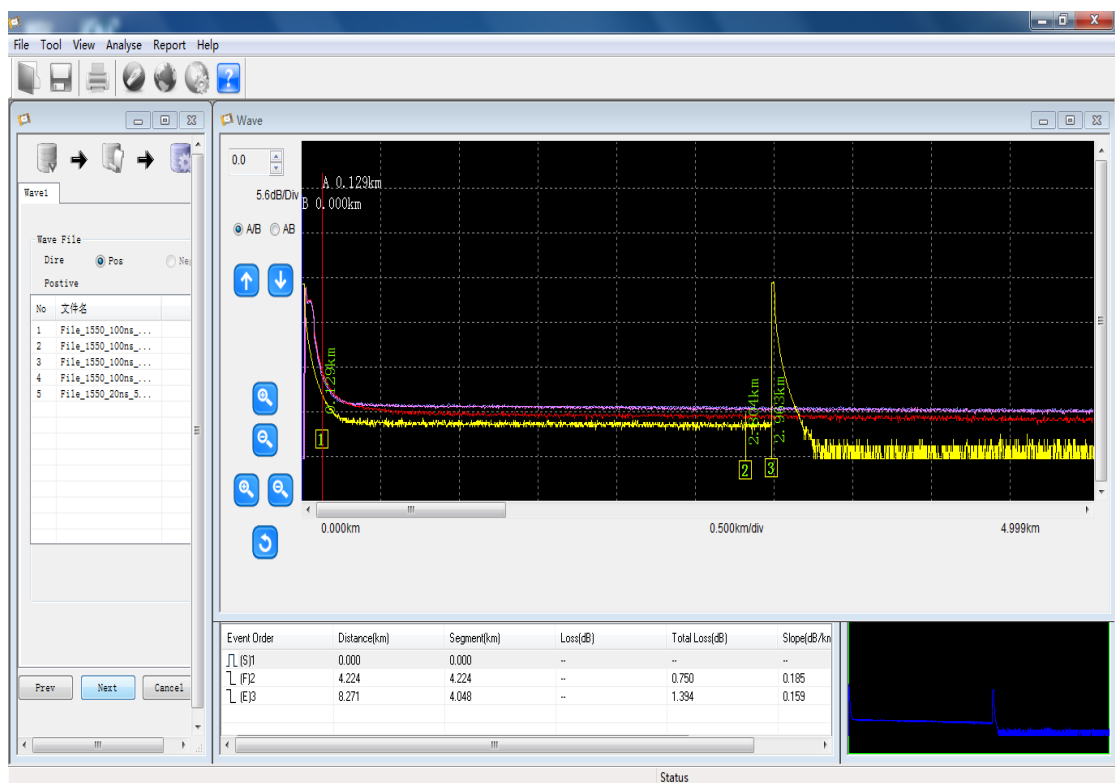 File Tool View Analyse Report Help
Wave
Wave1
Wave File
Dire Pos
Postive
No 文件名
1 File_1550_100ns_...
2 File_1550_100ns_...
3 File_1550_100ns_...
4 File_1550_100ns_...
5 File_1550_20ns_5...
Prev Next Cancel
0.0
5.6dB/Div
A/B AB
A 0.129km
B 0.000km
2.963km
1
2
3
0.000km 0.500km/div 4.999km
Event Order Distance(km) Segment(km) Loss(dB) Total Loss(dB) Slope(dB/km
(S)1 0.000 0.000 -- -- --
(F)2 4.224 4.224 -- 0.750 0.185
(E)3 8.271 4.048 -- 1.394 0.159
Status